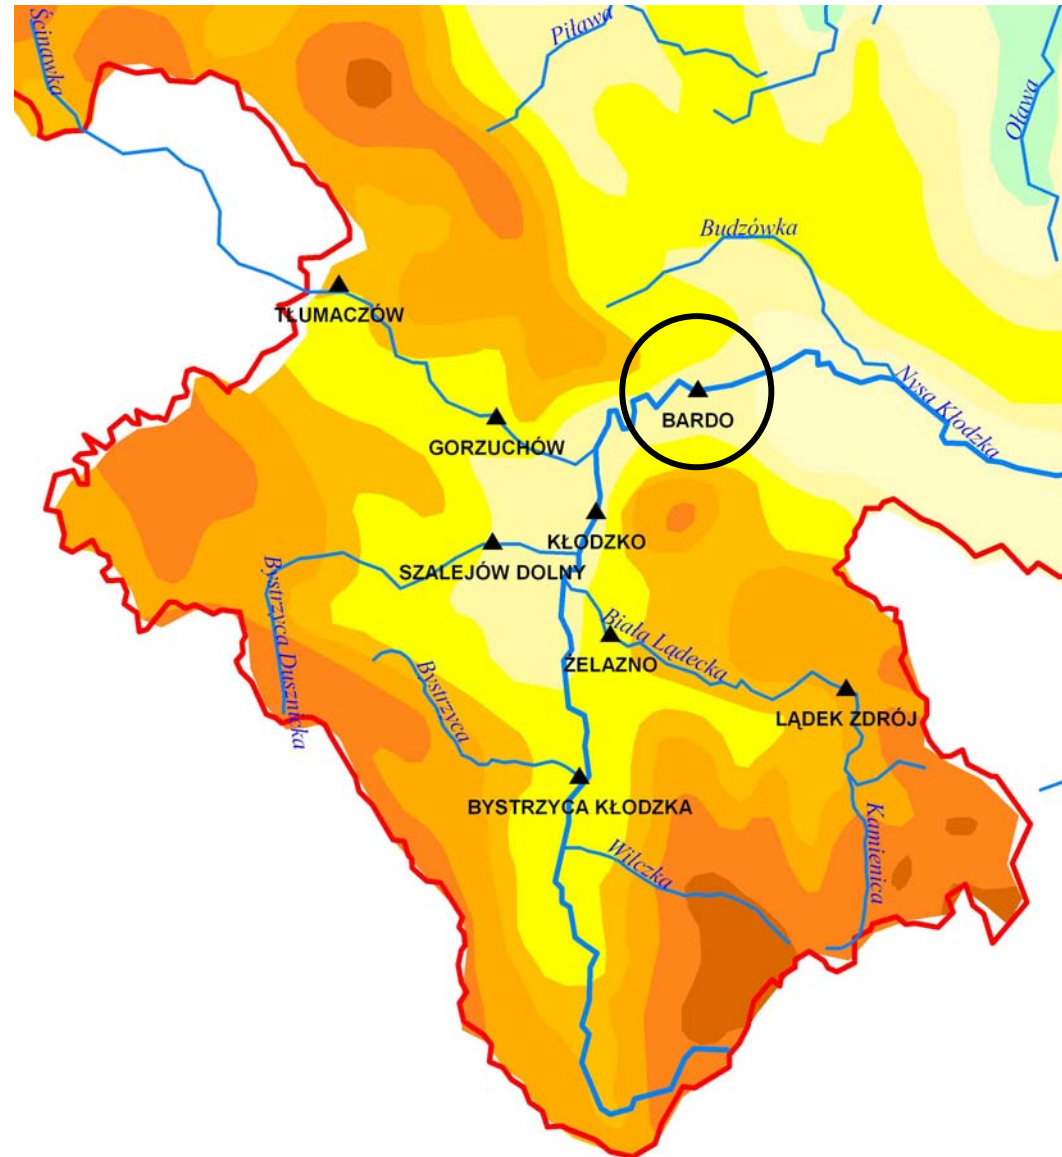 Ścinawka
Piława
Oława
Budzówka
TŁUMACZÓW
Nysa Kłodzka
BARDO
GORZUCHÓW
KŁODZKO
SZALEJÓW DOLNY
Bystrzyca Dusznicka
Biała Lądecka
ŻELAZNO
Bystrzyca
LĄDEK ZDRÓJ
BYSTRZYCA KŁODZKA
Wilczka
Kamienica